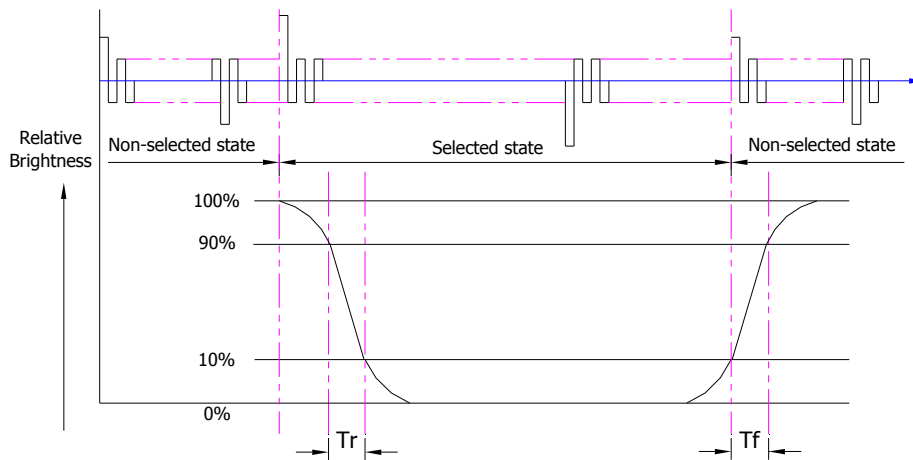 Relative
Brightness
Non-selected state
Selected state
Non-selected state
100%
90%
10%
0%
Tr
Tf